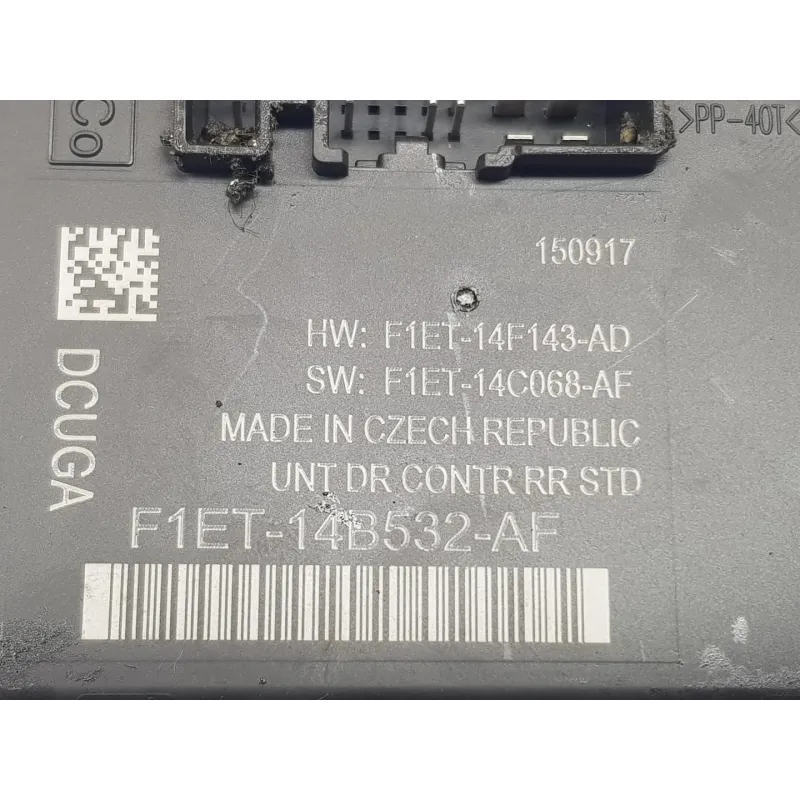 Co
>PP-40T<
150917
HW: F1ET-14F143-AD
SW: F1ET-14C068-AF
MADE IN CZECH REPUBLIC
UNT DR CONTR RR STD
DCUGA
F1ET-14B532-AF